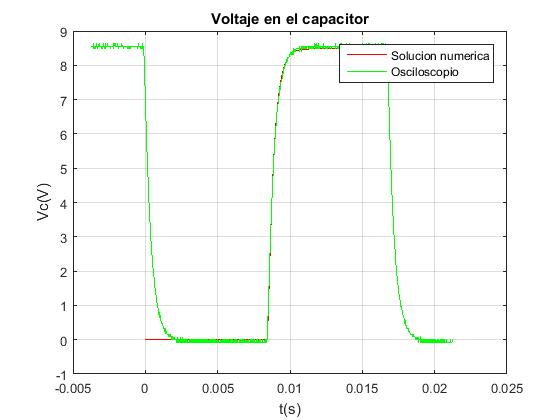 Voltaje en el capacitor
Solucion numerica
Osciloscopio
9
8
7
6
5
4
3
2
1
0
-1
Vc(V)
-0.005 0 0.005 0.01 0.015 0.02 0.025
t(s)